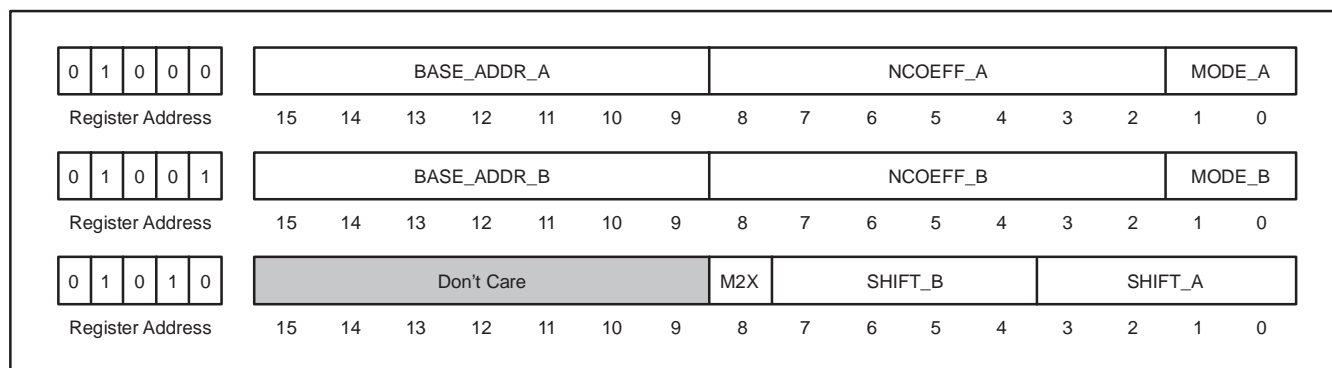 0 1 0 0 0 BASE_ADDR_A NCOEFF_A MODE_A
Register Address 15 14 13 12 11 10 9 8 7 6 5 4 3 2 1 0
0 1 0 0 1 BASE_ADDR_B NCOEFF_B MODE_B
Register Address 15 14 13 12 11 10 9 8 7 6 5 4 3 2 1 0
0 1 0 1 0 Don't Care M2X SHIFT_B SHIFT_A
Register Address 15 14 13 12 11 10 9 8 7 6 5 4 3 2 1 0